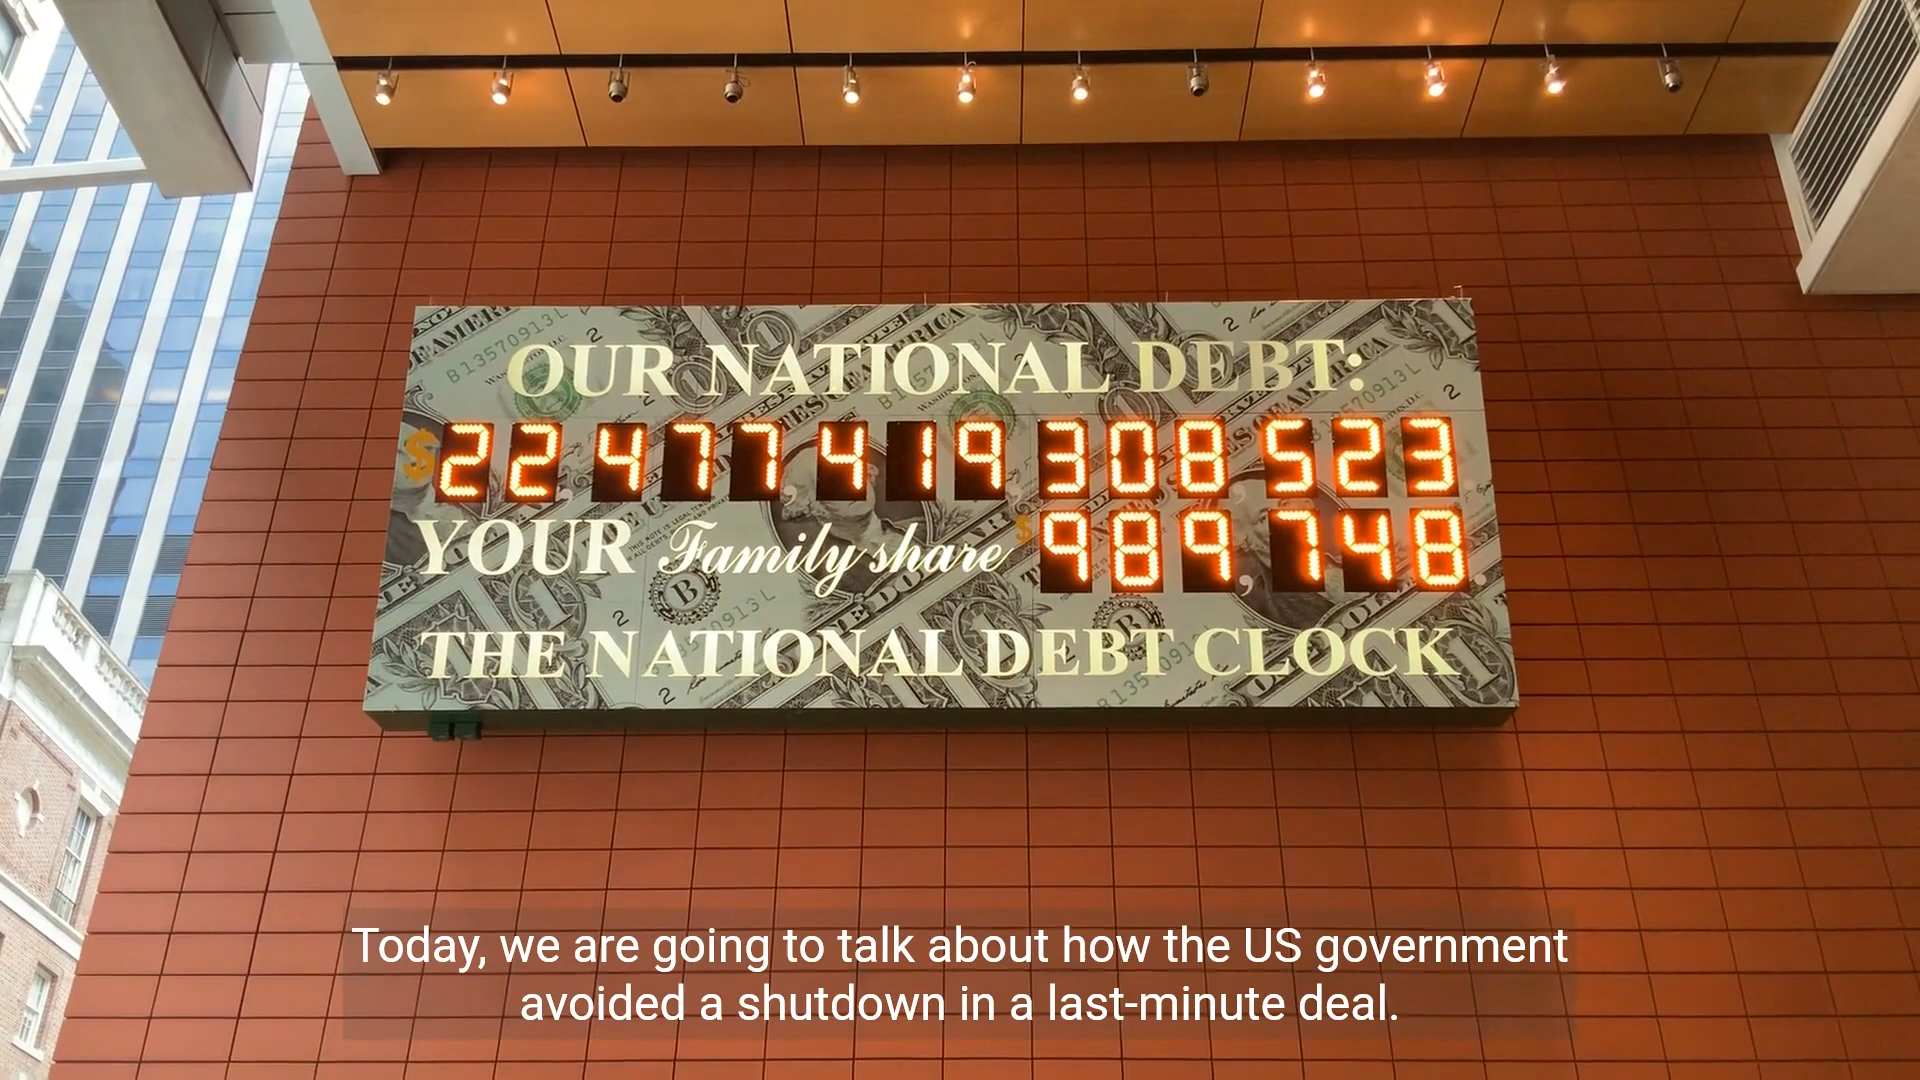 OUR NATIONAL DEBT:
$22,477,419,308,523
YOUR Family share $989,748
THE NATIONAL DEBT CLOCK
Today, we are going to talk about how the US government
avoided a shutdown in a last-minute deal.